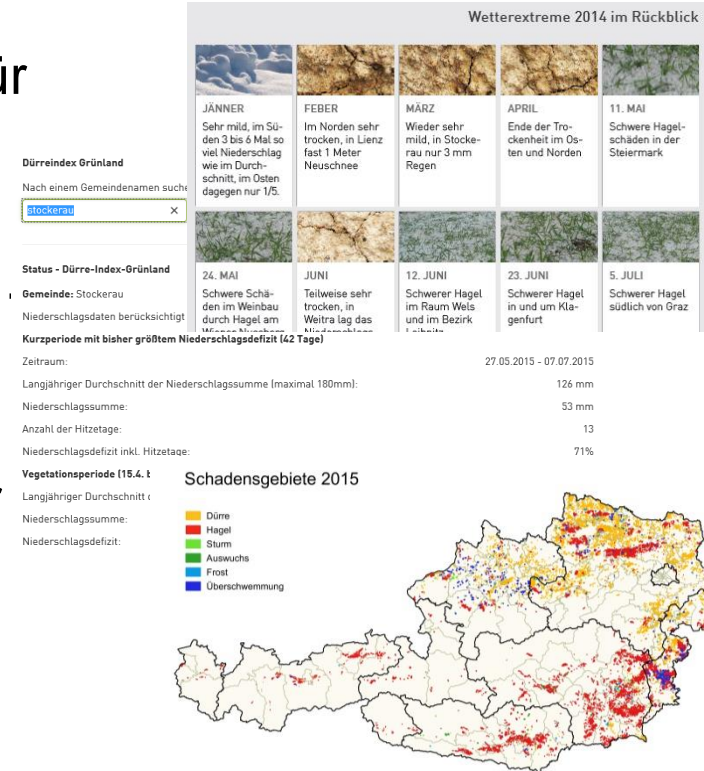 ür
Wetterextreme 2014 im Rückblick
JÄNNER
Sehr mild, im Sü-
den 3 bis 6 Mal so
viel Niederschlag
wie im Durch-
schnitt, im Osten
dagegen nur 1/5.
FEBER
Im Norden sehr
trocken, in Lienz
fast 1 Meter
Neuschnee
MÄRZ
Wieder sehr
mild, in Stocke-
rau nur 3 mm
Regen
APRIL
Ende der Tro-
ckenheit im Os-
ten und Norden
11. MAI
Schwere Hagel-
schäden in der
Steiermark
24. MAI
Schwere Schä-
den im Weinbau
durch Hagel am
Wiener Nussberg
JUNI
Teilweise sehr
trocken, in
Weitra lag das
Niederschlags-
12. JUNI
Schwerer Hagel
im Raum Wels
und im Bezirk
Leibnitz
23. JUNI
Schwerer Hagel
in und um Kla-
genfurt
5. JULI
Schwerer Hagel
südlich von Graz
Dürreindex Grünland
Nach einem Gemeindenamen suche
stockerau ×
Status - Dürre-Index-Grünland
Gemeinde: Stockerau
Niederschlagsdaten berücksichtigt
Kurzperiode mit bisher größtem Niederschlagsdefizit (42 Tage)
Zeitraum: 27.05.2015 - 07.07.2015
Langjähriger Durchschnitt der Niederschlagssumme (maximal 180mm): 126 mm
Niederschlagssumme: 53 mm
Anzahl der Hitzetage: 13
Niederschlagsdefizit inkl. Hitzetage: 71%
Vegetationsperiode (15.4. b
Langjähriger Durchschnitt d
Niederschlagssumme:
Niederschlagsdefizit:
Schadensgebiete 2015
Dürre
Hagel
Sturm
Auswuchs
Frost
Überschwemmung